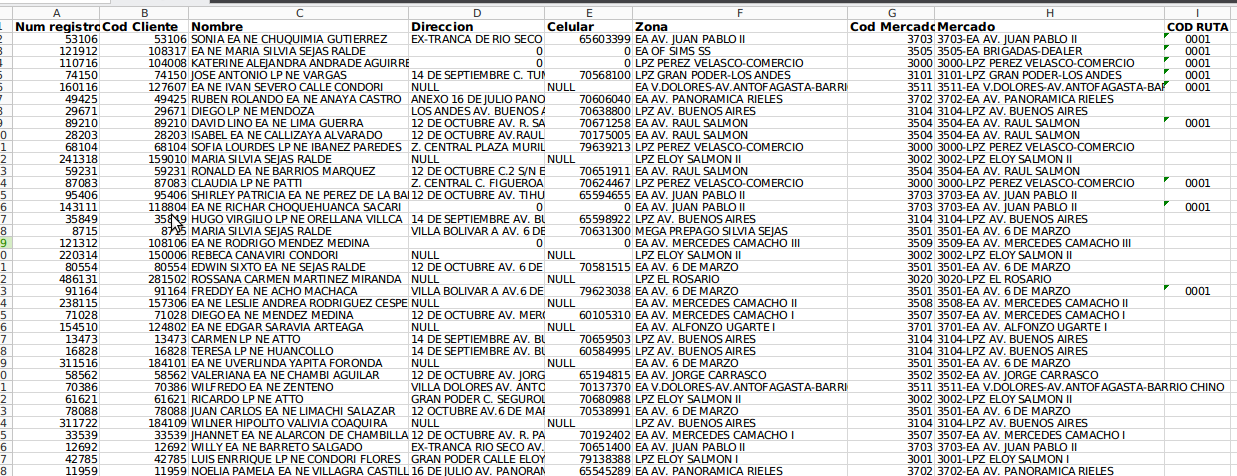 A B C D E F G H I
Num registro Cod Cliente Nombre Direccion Celular Zona Cod Mercado Mercado COD RUTA
53106 53106 SONIA EA NE CHUQUIMIA GUTIERREZ EX-TRANCA DE RIO SECO 65603399 EA AV. JUAN PABLO II 3703 3703-EA AV. JUAN PABLO II 0001
121912 108317 EA NE MARIA SILVIA SEJAS RALDE 0 0 EA OF SIMS SS 3505 3505-EA BRIGADAS-DEALER 0001
110716 104008 KATERINE ALEJANDRA ANDRADE AGUIRRE 0 0 LPZ PEREZ VELASCO-COMERCIO 3000 3000-LPZ PEREZ VELASCO-COMERCIO 0001
74150 74150 JOSE ANTONIO LP NE VARGAS 14 DE SEPTIEMBRE C. TUM 70568100 LPZ GRAN PODER-LOS ANDES 3101 3101-LPZ GRAN PODER-LOS ANDES 0001
160116 127607 EA NE IVAN SEVERO CALLE CONDORI NULL NULL EA V.DOLORES-AV.ANTOFAGASTA-BARRI 3511 3511-EA V.DOLORES-AV.ANTOFAGASTA-BAR 0001
49425 49425 RUBEN ROLANDO EA NE ANAYA CASTRO ANEXO 16 DE JULIO PANO 70606040 EA AV. PANORAMICA RIELES 3702 3702-EA AV. PANORAMICA RIELES
29671 29671 DIEGO LP NE MENDOZA LOS ANDES AV. BUENOS A 70638800 LPZ AV. BUENOS AIRES 3104 3104-LPZ AV. BUENOS AIRES
89210 89210 DAVID LINO EA NE LIMA GUERRA 12 DE OCTUBRE AV. R. SA 70671258 EA AV. RAUL SALMON 3504 3504-EA AV. RAUL SALMON 0001
28203 28203 ISABEL EA NE CALLIZAYA ALVARADO 12 DE OCTUBRE AV.RAUL 70175005 EA AV. RAUL SALMON 3504 3504-EA AV. RAUL SALMON
68104 68104 SOFIA LOURDES LP NE IBANEZ PAREDES Z. CENTRAL PLAZA MURIL 79639213 LPZ PEREZ VELASCO-COMERCIO 3000 3000-LPZ PEREZ VELASCO-COMERCIO
241318 159010 MARIA SILVIA SEJAS RALDE NULL NULL LPZ ELOY SALMON II 3002 3002-LPZ ELOY SALMON II
59231 59231 RONALD EA NE BARRIOS MARQUEZ 12 DE OCTUBRE C.2 S/N E 70651911 EA AV. RAUL SALMON 3504 3504-EA AV. RAUL SALMON
87083 87083 CLAUDIA LP NE PATTI Z. CENTRAL C. FIGUEROA 70624467 LPZ PEREZ VELASCO-COMERCIO 3000 3000-LPZ PEREZ VELASCO-COMERCIO 0001
95406 95406 SHIRLEY PATRICIA EA NE PEREZ DE LA BA 12 DE OCTUBRE AV. TIHU 65594655 EA AV. JUAN PABLO II 3703 3703-EA AV. JUAN PABLO II
143111 118804 EA NE RICHAR CHOQUEHUANCA SACARI 0 0 EA AV. JUAN PABLO II 3703 3703-EA AV. JUAN PABLO II 0001
35849 HUGO VIRGILIO LP NE ORELLANA VILLCA 14 DE SEPTIEMBRE AV. BU 65598922 LPZ AV. BUENOS AIRES 3104 3104-LPZ AV. BUENOS AIRES
8715 MARIA SILVIA SEJAS RALDE VILLA BOLIVAR A AV. 6 DE 70631300 MEGA PREPAGO SILVIA SEJAS 3501 3501-EA AV. 6 DE MARZO
121312 108106 EA NE RODRIGO MENDEZ MEDINA 0 0 EA AV. MERCEDES CAMACHO III 3509 3509-EA AV. MERCEDES CAMACHO III
220314 150006 REBECA CANAVIRI CONDORI NULL NULL LPZ ELOY SALMON II 3002 3002-LPZ ELOY SALMON II
80554 80554 EDWIN SIXTO EA NE SEJAS RALDE 12 DE OCTUBRE AV. 6 DE 70581515 EA AV. 6 DE MARZO 3501 3501-EA AV. 6 DE MARZO
486131 281502 ROSSANA CARMEN MARTINEZ MIRANDA NULL NULL LPZ EL ROSARIO 3020 3020-LPZ EL ROSARIO
91164 91164 FREDDY EA NE ACHO MACHACA VILLA BOLIVAR A AV.6 DE 79623038 EA AV. 6 DE MARZO 3501 3501-EA AV. 6 DE MARZO 0001
238115 157306 EA NE LESLIE ANDREA RODRIGUEZ CESPE NULL NULL EA AV. MERCEDES CAMACHO II 3508 3508-EA AV. MERCEDES CAMACHO II
71028 71028 DIEGO EA NE MENDEZ MEDINA 12 DE OCTUBRE AV. MERC 60105310 EA AV. MERCEDES CAMACHO I 3507 3507-EA AV. MERCEDES CAMACHO I
154510 124802 EA NE EDGAR SARAVIA ARTEAGA NULL NULL EA AV. ALFONZO UGARTE I 3701 3701-EA AV. ALFONZO UGARTE I
13473 13473 CARMEN LP NE ATTO 14 DE SEPTIEMBRE AV. BU 70659503 LPZ AV. BUENOS AIRES 3104 3104-LPZ AV. BUENOS AIRES
16828 16828 TERESA LP NE HUANCOLLO 14 DE SEPTIEMBRE AV. BU 60584995 LPZ AV. BUENOS AIRES 3104 3104-LPZ AV. BUENOS AIRES
311516 184101 EA NE UVERLINDA YAPITA FORONDA NULL NULL EA AV. 6 DE MARZO 3501 3501-EA AV. 6 DE MARZO
58562 58562 VALERIANA EA NE CHAMBI AGUILAR 12 DE OCTUBRE AV. JORG 65194815 EA AV. JORGE CARRASCO 3502 3502-EA AV. JORGE CARRASCO
70386 70386 WILFREDO EA NE ZENTENO VILLA DOLORES AV. ANTO 70137370 EA V.DOLORES-AV.ANTOFAGASTA-BARRI 3511 3511-EA V.DOLORES-AV.ANTOFAGASTA-BARRIO CHINO
61621 61621 RICARDO LP NE ATTO GRAN PODER C. SEGUROL 70680988 LPZ ELOY SALMON II 3002 3002-LPZ ELOY SALMON II
78088 78088 JUAN CARLOS EA NE LIMACHI SALAZAR 12 OCTUBRE AV.6 DE MAR 70538991 EA AV. 6 DE MARZO 3501 3501-EA AV. 6 DE MARZO
311722 184109 WILNER HIPOLITO VALIVIA COAQUIRA NULL NULL LPZ AV. BUENOS AIRES 3104 3104-LPZ AV. BUENOS AIRES
33539 33539 JHANNET EA NE ALARCON DE CHAMBILLA 12 DE OCTUBRE AV. R. PA 70192402 EA AV. MERCEDES CAMACHO I 3507 3507-EA AV. MERCEDES CAMACHO I
12692 12692 WILLY EA NE BARRETO SALGADO EX-TRANCA RIO SECO AV. 70651400 EA AV. JUAN PABLO II 3703 3703-EA AV. JUAN PABLO II
42785 42785 LUIS ENRRIQUE LP NE CONDORI FLORES GRAN PODER CALLE ELOY 79138388 LPZ ELOY SALMON I 3001 3001-LPZ ELOY SALMON I
11959 11959 NOELIA PAMELA EA NE VILLAGRA CASTILL 16 DE JULIO AV. PANORAM 65545289 EA AV. PANORAMICA RIELES 3702 3702-EA AV. PANORAMICA RIELES